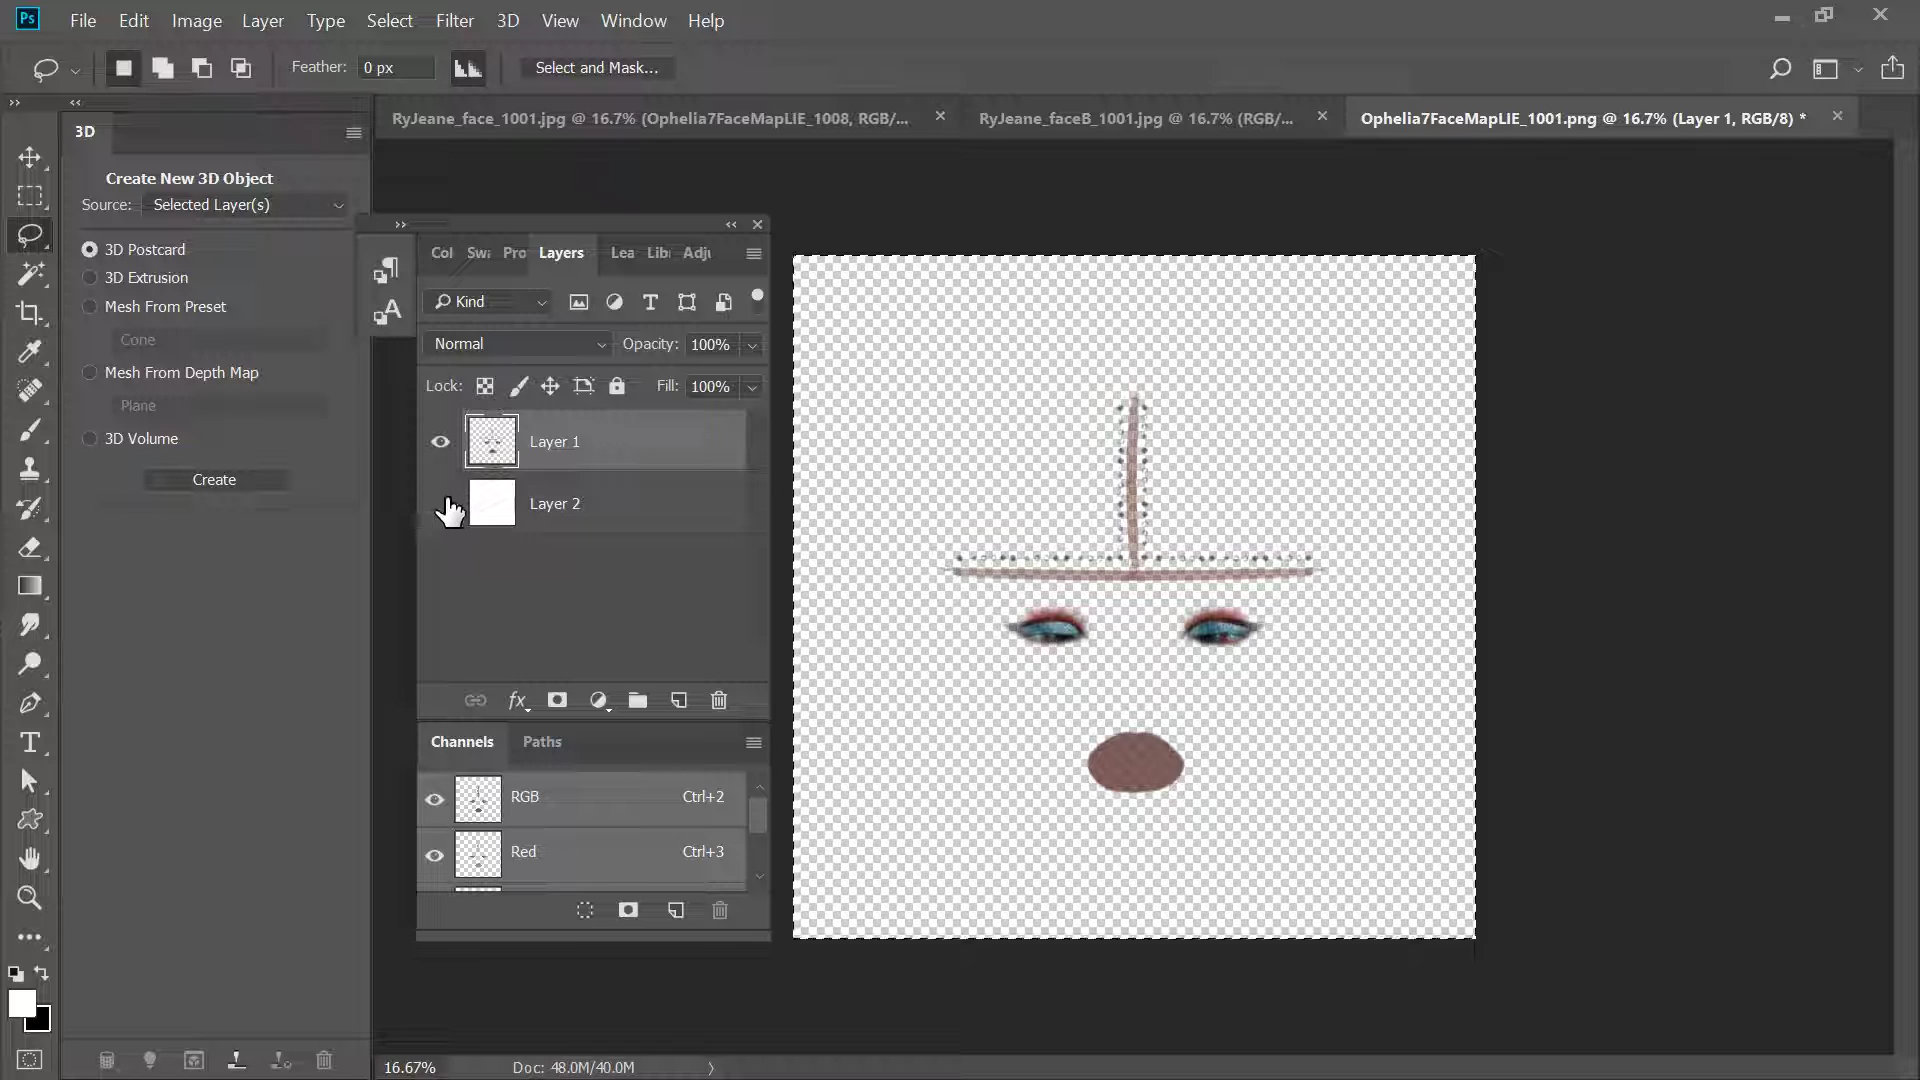 Ps File Edit Image Layer Type Select Filter 3D View Window Help
Feather: 0 px Select and Mask...
RyJeane_face_1001.jpg @ 16.7% (Ophelia7FaceMapLIE_1008, RGB/... RyJeane_faceB_1001.jpg @ 16.7% (RGB/... Ophelia7FaceMapLIE_1001.png @ 16.7% (Layer 1, RGB/8) *
3D
Create New 3D Object
Source: Selected Layer(s)
3D Postcard
3D Extrusion
Mesh From Preset
Cone
Mesh From Depth Map
Plane
3D Volume
Create
Col Swa Pro Layers Lea Lib Adju
Kind
Normal Opacity: 100%
Lock: Fill: 100%
Layer 1
Layer 2
fx
Channels Paths
RGB Ctrl+2
Red Ctrl+3
16.67% Doc: 48.0M/40.0M